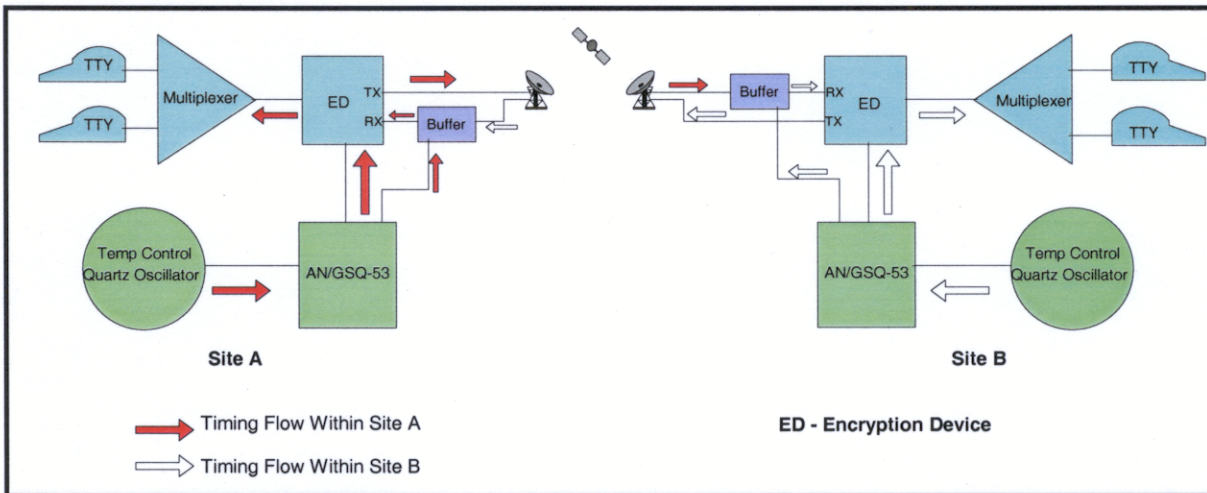 TTY
TTY
Multiplexer
ED
TX
RX
Buffer
Temp Control
Quartz Oscillator
AN/GSQ-53
Site A
Buffer
RX
TX
ED
Multiplexer
TTY
TTY
AN/GSQ-53
Temp Control
Quartz Oscillator
Site B
Timing Flow Within Site A
Timing Flow Within Site B
ED - Encryption Device